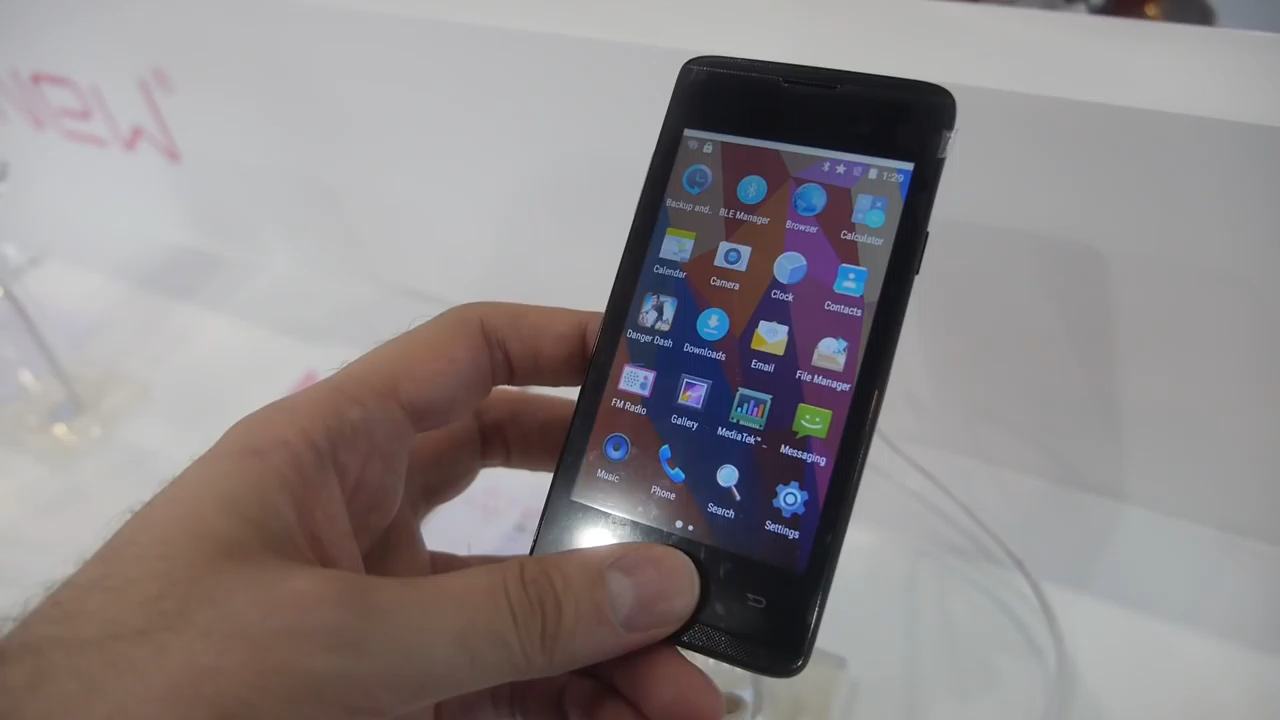 1:29
Backup and..
BLE Manager
Browser
Calculator
Calendar
Camera
Clock
Contacts
Danger Dash
Downloads
Email
File Manager
FM Radio
Gallery
MediaTek™ ..
Messaging
Music
Phone
Search
Settings